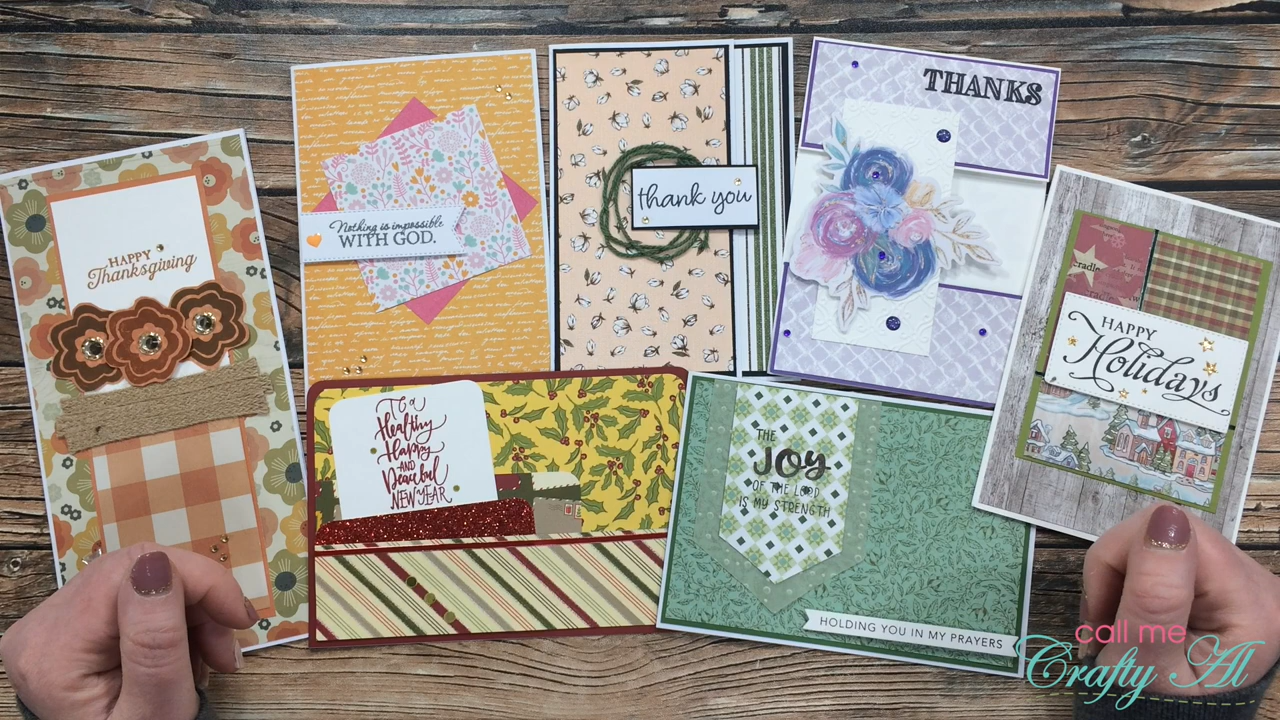 HAPPY
Thanksgiving
Nothing is impossible
WITH GOD.
thank you
THANKS
cradle
HAPPY
Holidays
TO a
Healthy
Happy
AND
Peaceful
NEW YEAR
THE
JOY
OF THE LORD
IS MY STRENGTH
HOLDING YOU IN MY PRAYERS
call me
Crafty Al